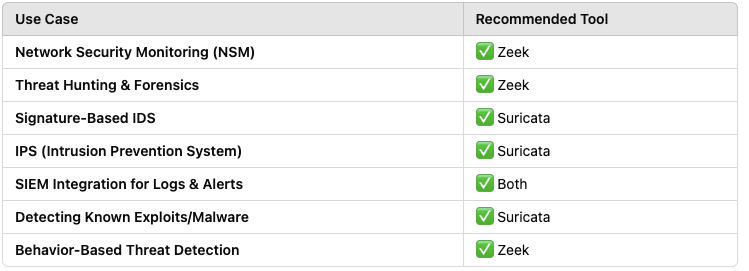 Use Case Recommended Tool
Network Security Monitoring (NSM) ✅ Zeek
Threat Hunting & Forensics ✅ Zeek
Signature-Based IDS ✅ Suricata
IPS (Intrusion Prevention System) ✅ Suricata
SIEM Integration for Logs & Alerts ✅ Both
Detecting Known Exploits/Malware ✅ Suricata
Behavior-Based Threat Detection ✅ Zeek